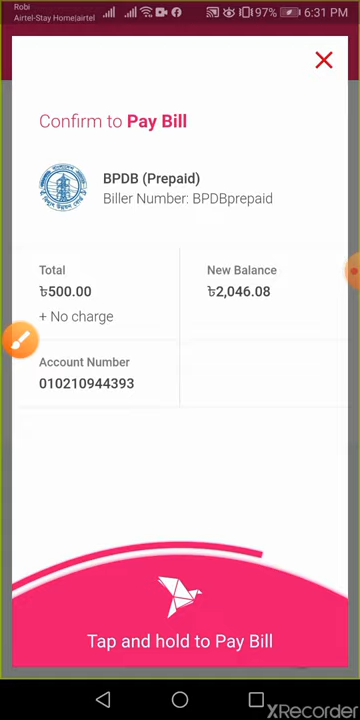 Robi
Airtel-Stay Home|airtel
97% 6:31 PM
Confirm to Pay Bill
BPDB (Prepaid)
Biller Number: BPDBprepaid
Total
৳500.00
+ No charge
New Balance
৳2,046.08
Account Number
010210944393
Tap and hold to Pay Bill
XRecorder